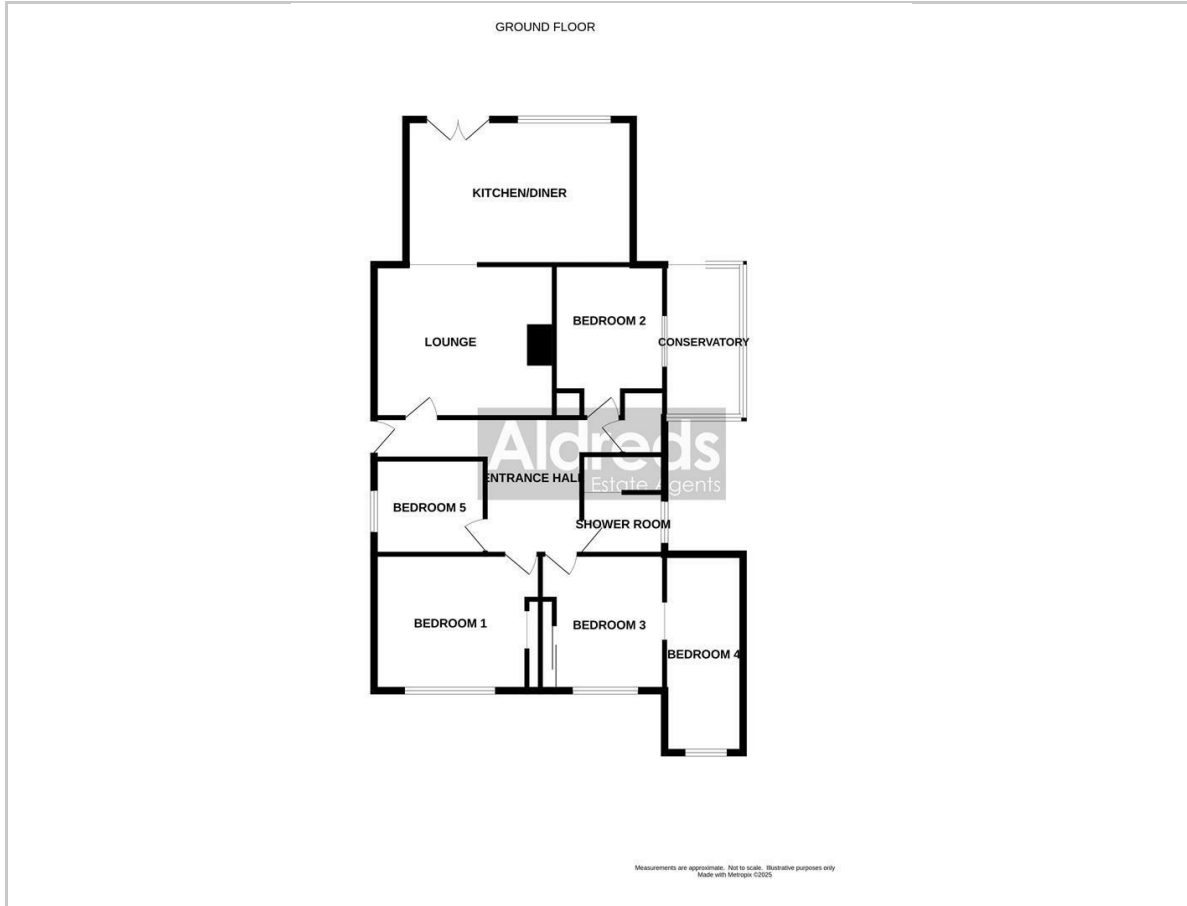 GROUND FLOOR
KITCHEN/DINER
LOUNGE
BEDROOM 2
CONSERVATORY
Aldreds
Estate Agents
ENTRANCE HALL
BEDROOM 5
SHOWER ROOM
BEDROOM 1
BEDROOM 3
BEDROOM 4
Measurements are approximate. Not to scale. Illustrative purposes only
Made with Metropix ©2025